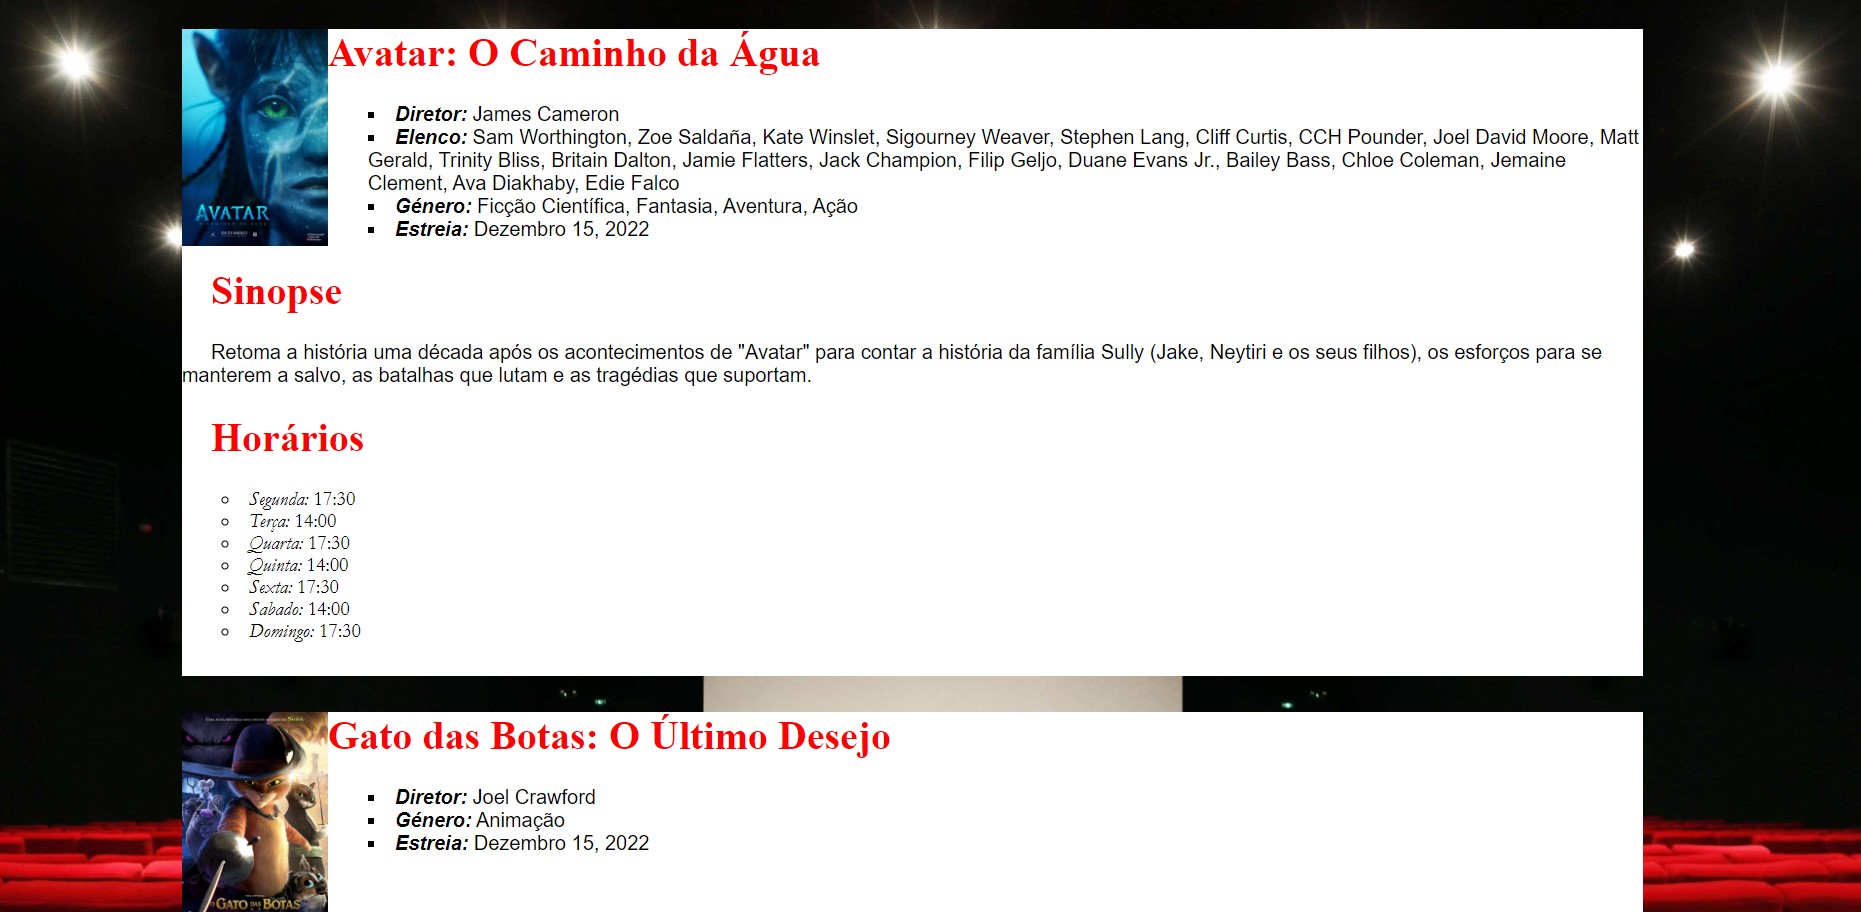 Avatar: O Caminho da Água
Diretor: James Cameron
Elenco: Sam Worthington, Zoe Saldaña, Kate Winslet, Sigourney Weaver, Stephen Lang, Cliff Curtis, CCH Pounder, Joel David Moore, Matt
Gerald, Trinity Bliss, Britain Dalton, Jamie Flatters, Jack Champion, Filip Geljo, Duane Evans Jr., Bailey Bass, Chloe Coleman, Jemaine
Clement, Ava Diakhaby, Edie Falco
Género: Ficção Científica, Fantasia, Aventura, Ação
Estreia: Dezembro 15, 2022
AVATAR
O CAMINHO DA ÁGUA
Sinopse
Retoma a história uma década após os acontecimentos de "Avatar" para contar a história da família Sully (Jake, Neytiri e os seus filhos), os esforços para se
manterem a salvo, as batalhas que lutam e as tragédias que suportam.
Horários
Segunda: 17:30
Terça: 14:00
Quarta: 17:30
Quinta: 14:00
Sexta: 17:30
Sabado: 14:00
Domingo: 17:30
Gato das Botas: O Último Desejo
Diretor: Joel Crawford
Género: Animação
Estreia: Dezembro 15, 2022
O GATO DAS BOTAS